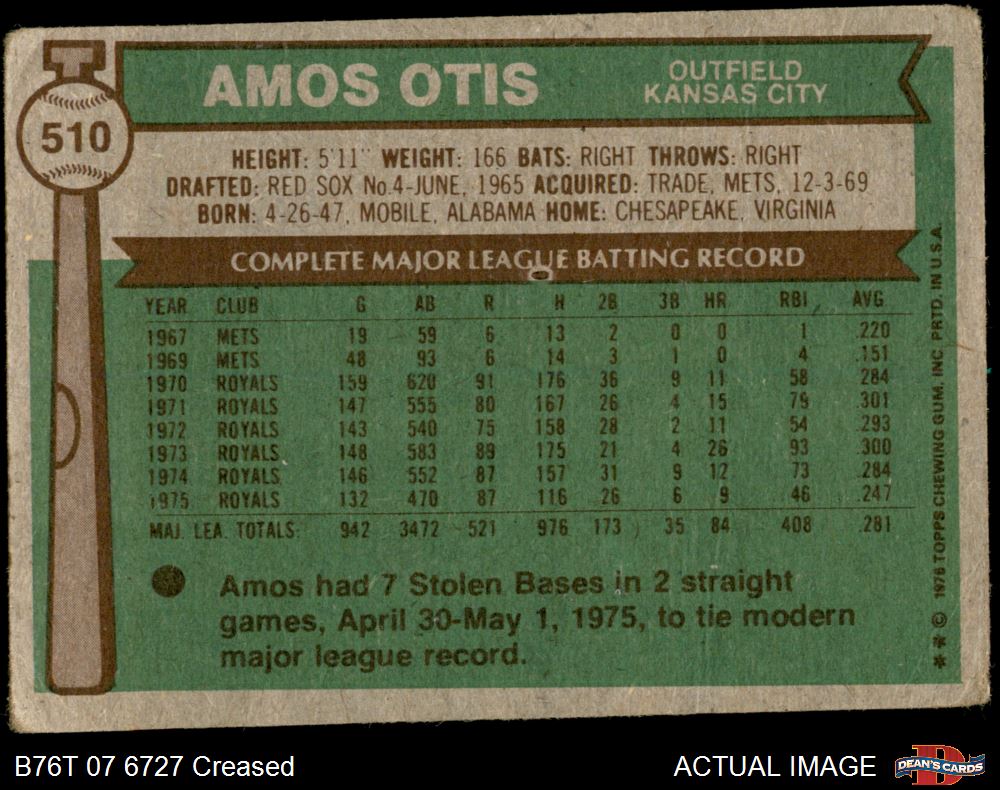 AMOS OTIS
OUTFIELD
KANSAS CITY
510
HEIGHT: 5'11" WEIGHT: 166 BATS: RIGHT THROWS: RIGHT
DRAFTED: RED SOX No.4-JUNE, 1965 ACQUIRED: TRADE, METS, 12-3-69
BORN: 4-26-47, MOBILE, ALABAMA HOME: CHESAPEAKE, VIRGINIA
COMPLETE MAJOR LEAGUE BATTING RECORD
YEAR CLUB G AB R H 2B 3B HR RBI AVG
1967 METS 19 59 6 13 2 0 0 1 .220
1969 METS 48 93 6 14 3 1 0 4 .151
1970 ROYALS 159 620 91 176 36 9 11 58 .284
1971 ROYALS 147 555 80 167 26 4 15 79 .301
1972 ROYALS 143 540 75 158 28 2 11 54 .293
1973 ROYALS 148 583 89 175 21 4 26 93 .300
1974 ROYALS 146 552 87 157 31 9 12 73 .284
1975 ROYALS 132 470 87 116 26 6 9 46 .247
MAJ. LEA. TOTALS: 942 3472 521 976 173 35 84 408 .281
Amos had 7 Stolen Bases in 2 straight
games, April 30-May 1, 1975, to tie modern
major league record.
** © 1976 TOPPS CHEWING GUM, INC. PRTD. IN U.S.A.
B76T 07 6727 Creased
ACTUAL IMAGE
DEAN'S CARDS